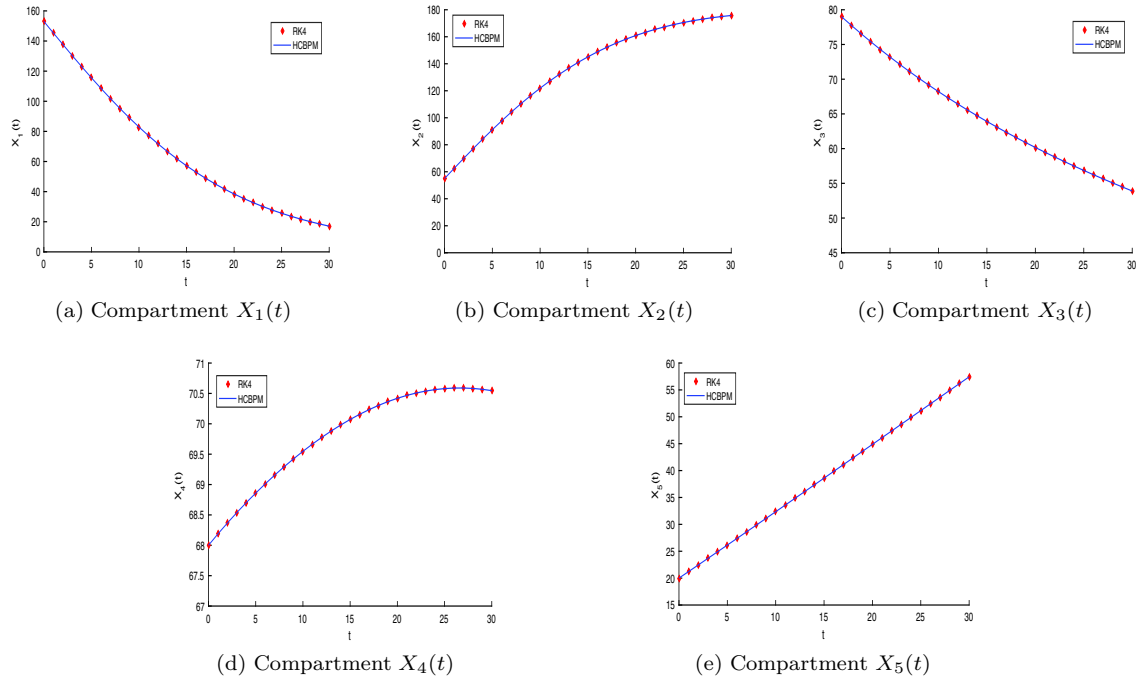 160
140
120
100
80
60
40
20
0
X₁(t)
RK4
HCBPM
0 5 10 15 20 25 30
t
(a) Compartment X₁(t)
180
160
140
120
100
80
60
40
20
0
X₂(t)
RK4
HCBPM
0 5 10 15 20 25 30
t
(b) Compartment X₂(t)
80
75
70
65
60
55
50
45
X₃(t)
RK4
HCBPM
0 5 10 15 20 25 30
t
(c) Compartment X₃(t)
71
70.5
70
69.5
69
68.5
68
67.5
67
X₄(t)
RK4
HCBPM
0 5 10 15 20 25 30
t
(d) Compartment X₄(t)
60
55
50
45
40
35
30
25
20
15
X₅(t)
RK4
HCBPM
0 5 10 15 20 25 30
t
(e) Compartment X₅(t)